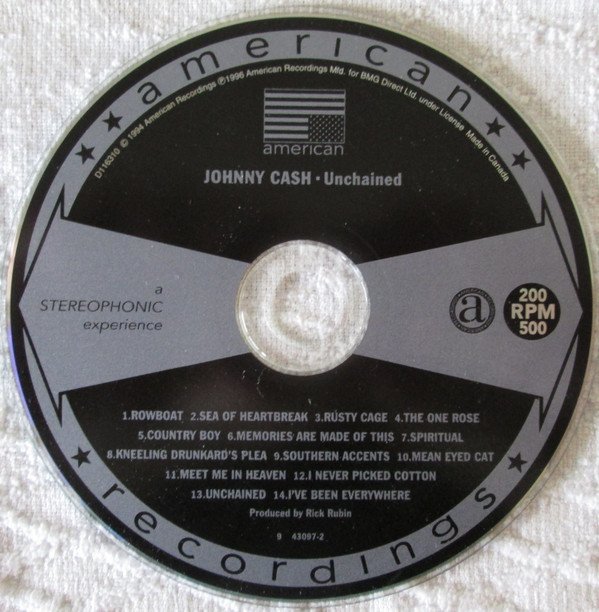 american
D116310 © 1994 American Recordings ℗1996 American Recordings Mfd. for BMG Direct Ltd. under License Made in Canada
american
JOHNNY CASH • Unchained
a
STEREOPHONIC
experience
a
200
RPM
500
1.ROWBOAT 2.SEA OF HEARTBREAK 3.RUSTY CAGE 4.THE ONE ROSE
5.COUNTRY BOY 6.MEMORIES ARE MADE OF THIS 7.SPIRITUAL
8.KNEELING DRUNKARD'S PLEA 9.SOUTHERN ACCENTS 10.MEAN EYED CAT
11.MEET ME IN HEAVEN 12.I NEVER PICKED COTTON
13.UNCHAINED 14.I'VE BEEN EVERYWHERE
Produced by Rick Rubin
9 43097-2
recordings